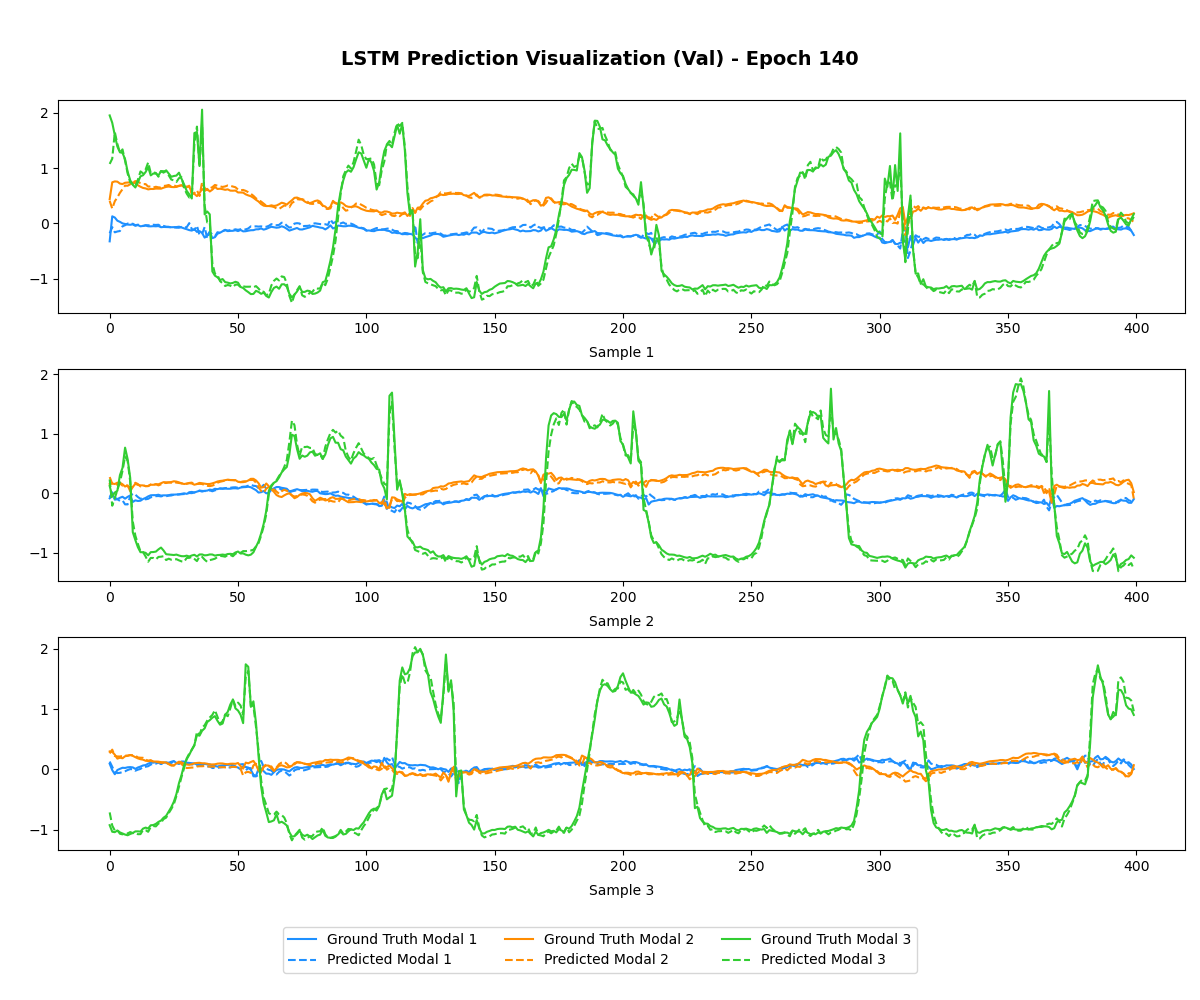 LSTM Prediction Visualization (Val) - Epoch 140
2
1
0
−1
0 50 100 150 200 250 300 350 400
Sample 1
2
1
0
−1
0 50 100 150 200 250 300 350 400
Sample 2
2
1
0
−1
0 50 100 150 200 250 300 350 400
Sample 3
Ground Truth Modal 1 Ground Truth Modal 2 Ground Truth Modal 3
Predicted Modal 1 Predicted Modal 2 Predicted Modal 3